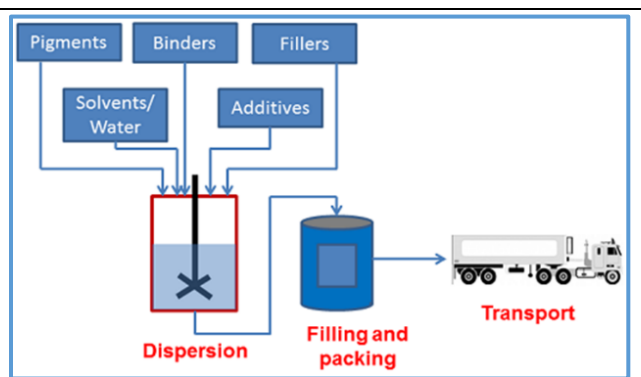 Pigments
Binders
Fillers
Solvents/
Water
Additives
Dispersion
Filling and
packing
Transport